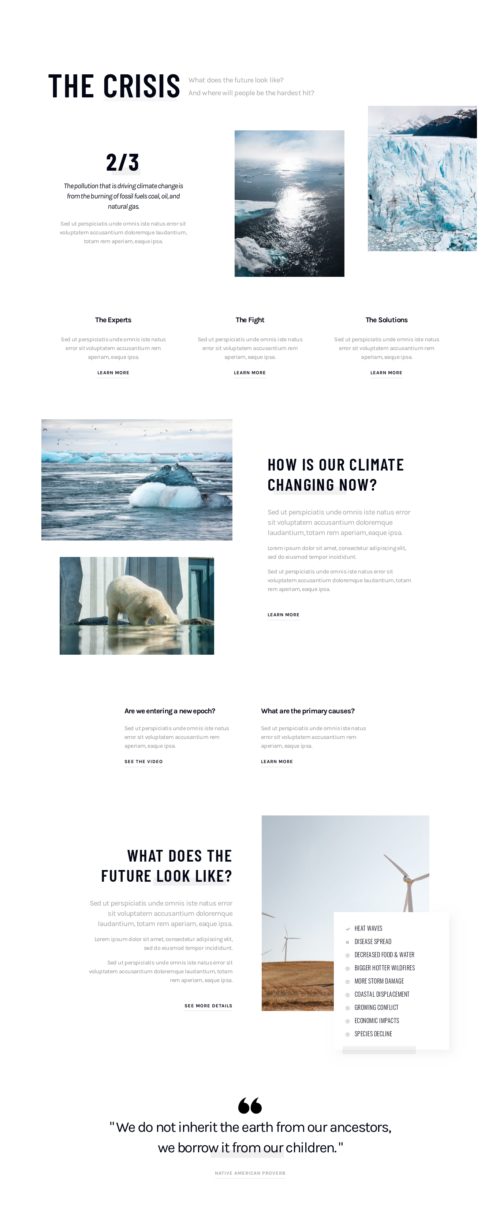 THE CRISIS
What does the future look like?
And where will people be the hardest hit?
2/3
The pollution that is driving climate change is
from the burning of fossil fuels coal, oil, and
natural gas.
Sed ut perspiciatis unde omnis iste natus error sit
voluptatem accusantium doloremque laudantium,
totam rem aperiam, eaque ipsa.
The Experts
Sed ut perspiciatis unde omnis iste natus
error sit voluptatem accusantium rem
aperiam, eaque ipsa.
LEARN MORE
The Fight
Sed ut perspiciatis unde omnis iste natus
error sit voluptatem accusantium rem
aperiam, eaque ipsa.
LEARN MORE
The Solutions
Sed ut perspiciatis unde omnis iste natus
error sit voluptatem accusantium rem
aperiam, eaque ipsa.
LEARN MORE
HOW IS OUR CLIMATE
CHANGING NOW?
Sed ut perspiciatis unde omnis iste natus error
sit voluptatem accusantium doloremque
laudantium, totam rem aperiam, eaque ipsa.
Lorem ipsum dolor sit amet, consectetur adipiscing elit,
sed do eiusmod tempor incididunt.
Sed ut perspiciatis unde omnis iste natus error sit
voluptatem accusantium doloremque laudantium, totam
rem aperiam, eaque ipsa.
LEARN MORE
Are we entering a new epoch?
Sed ut perspiciatis unde omnis iste natus
error sit voluptatem accusantium rem
aperiam, eaque ipsa.
SEE THE VIDEO
What are the primary causes?
Sed ut perspiciatis unde omnis iste natus
error sit voluptatem accusantium rem
aperiam, eaque ipsa.
LEARN MORE
WHAT DOES THE
FUTURE LOOK LIKE?
Sed ut perspiciatis unde omnis iste natus error
sit voluptatem accusantium doloremque
laudantium, totam rem aperiam, eaque ipsa.
Lorem ipsum dolor sit amet, consectetur adipiscing elit,
sed do eiusmod tempor incididunt.
Sed ut perspiciatis unde omnis iste natus error sit
voluptatem accusantium doloremque laudantium, totam
rem aperiam, eaque ipsa.
SEE MORE DETAILS
HEAT WAVES
DISEASE SPREAD
DECREASED FOOD & WATER
BIGGER HOTTER WILDFIRES
MORE STORM DAMAGE
COASTAL DISPLACEMENT
GROWING CONFLICT
ECONOMIC IMPACTS
SPECIES DECLINE
"We do not inherit the earth from our ancestors,
we borrow it from our children."
NATIVE AMERICAN PROVERB